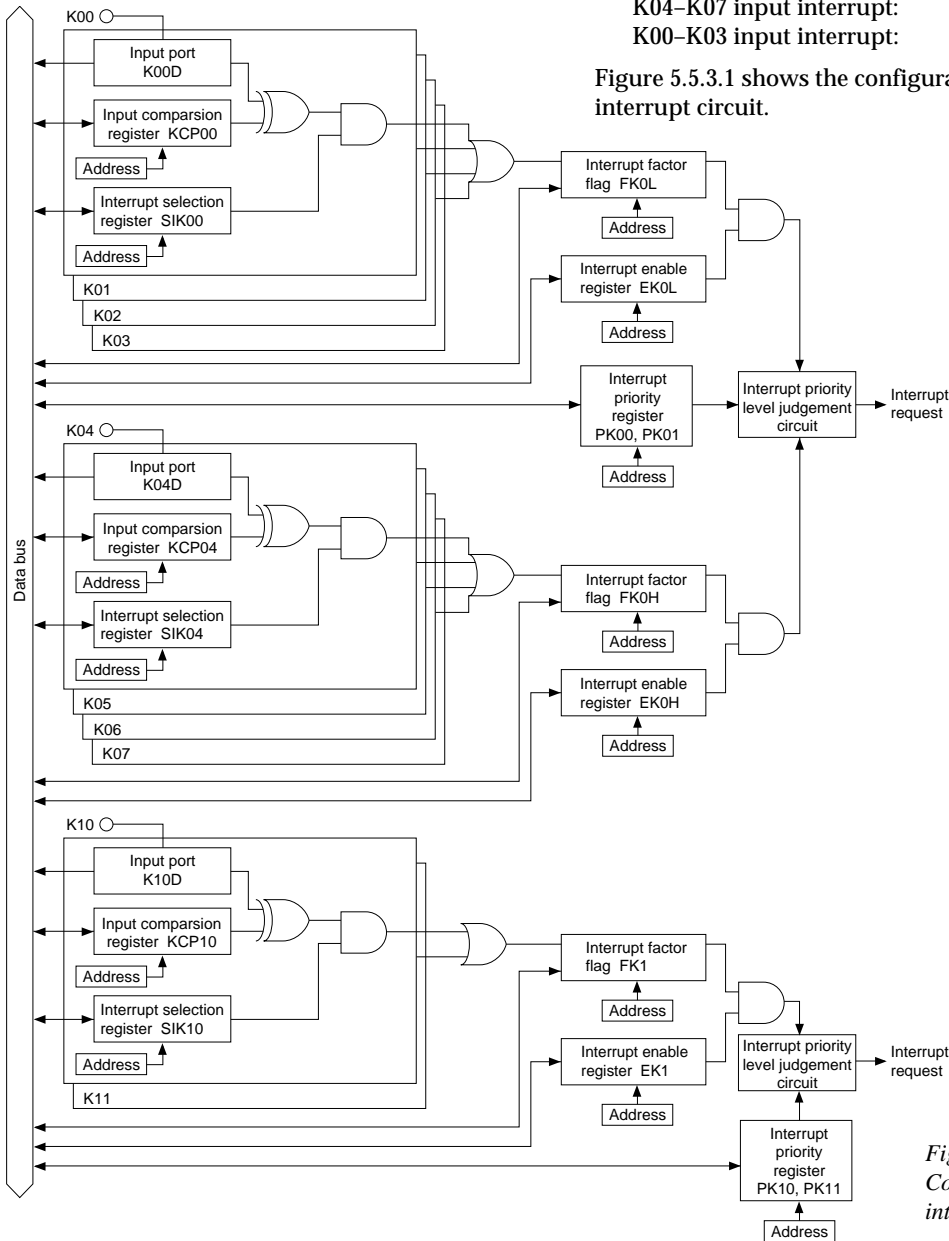 K04–K07 input interrupt:
K00–K03 input interrupt:
Figure 5.5.3.1 shows the configura
interrupt circuit.
Data bus
K00
Input port
K00D
Input comparsion
register KCP00
Address
Interrupt selection
register SIK00
Address
K01
K02
K03
Interrupt factor
flag FK0L
Address
Interrupt enable
register EK0L
Address
Interrupt
priority
register
PK00, PK01
Address
Interrupt priority
level judgement
circuit
Interrupt
request
K04
Input port
K04D
Input comparsion
register KCP04
Address
Interrupt selection
register SIK04
Address
K05
K06
K07
Interrupt factor
flag FK0H
Address
Interrupt enable
register EK0H
Address
K10
Input port
K10D
Input comparsion
register KCP10
Address
Interrupt selection
register SIK10
Address
K11
Interrupt factor
flag FK1
Address
Interrupt enable
register EK1
Address
Interrupt priority
level judgement
circuit
Interrupt
request
Interrupt
priority
register
PK10, PK11
Address
Fig
Co
int